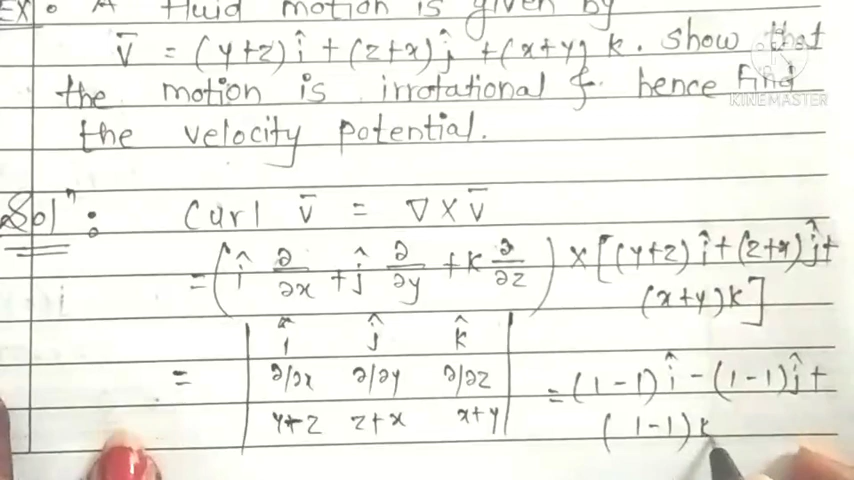 Ex: A fluid motion is given by
v̅ = (y+z) î + (z+x) ĵ + (x+y) k. show that
the motion is irrotational & hence find
the velocity potential.
KINEMASTER
Solⁿ: Curl v̅ = ∇ X v̅
= (î ∂/∂x + ĵ ∂/∂y + k ∂/∂z) × [(y+z) î + (z+x) ĵ +
(x+y) k]
= | î ĵ k̂ |
| ∂/∂x ∂/∂y ∂/∂z | = (1-1) î - (1-1) ĵ +
| y+z z+x x+y | (1-1) k